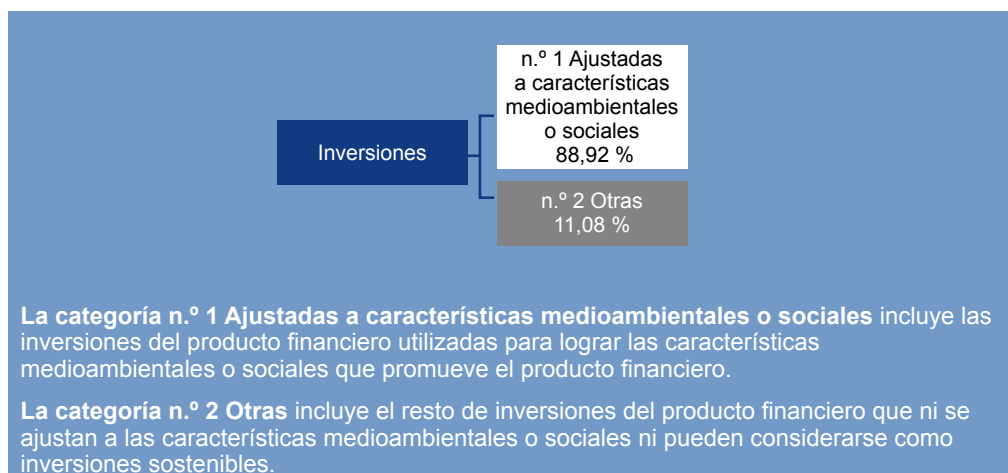 n.º 1 Ajustadas
a características
medioambientales
o sociales
88,92 %
Inversiones
n.º 2 Otras
11,08 %
La categoría n.º 1 Ajustadas a características medioambientales o sociales incluye las
inversiones del producto financiero utilizadas para lograr las características
medioambientales o sociales que promueve el producto financiero.
La categoría n.º 2 Otras incluye el resto de inversiones del producto financiero que ni se
ajustan a las características medioambientales o sociales ni pueden considerarse como
inversiones sostenibles.